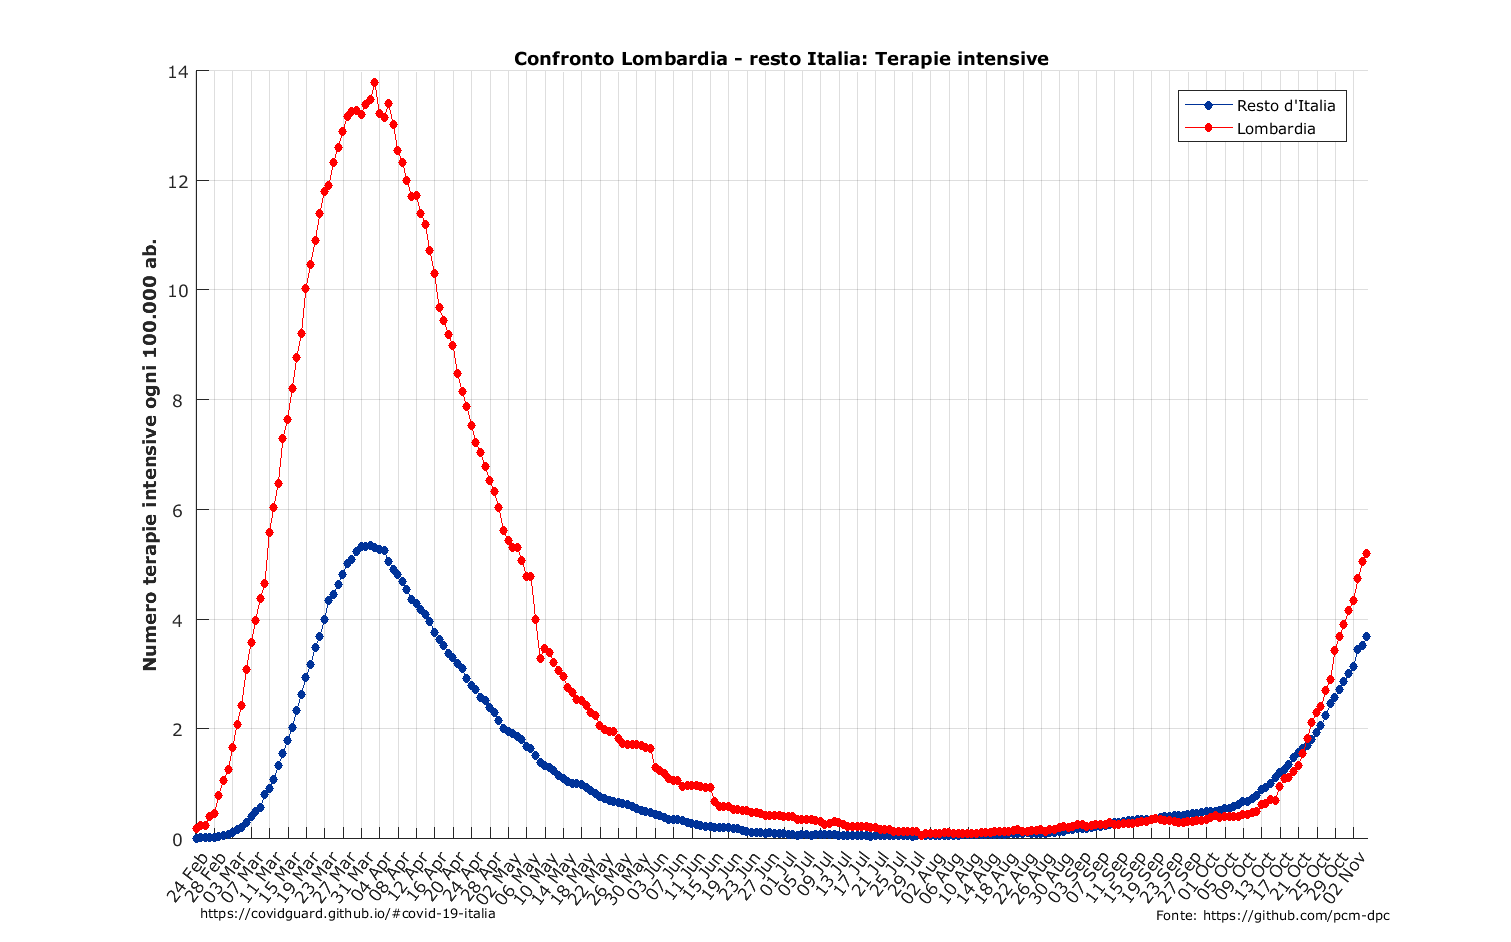 Confronto Lombardia - resto Italia: Terapie intensive
Numero terapie intensive ogni 100.000 ab.
14
12
10
8
6
4
2
0
Resto d'Italia
Lombardia
24 Feb
28 Feb
03 Mar
07 Mar
11 Mar
15 Mar
19 Mar
23 Mar
27 Mar
31 Mar
04 Apr
08 Apr
12 Apr
16 Apr
20 Apr
24 Apr
28 Apr
02 May
06 May
10 May
14 May
18 May
22 May
26 May
30 May
03 Jun
07 Jun
11 Jun
15 Jun
19 Jun
23 Jun
27 Jun
01 Jul
05 Jul
09 Jul
13 Jul
17 Jul
21 Jul
25 Jul
29 Jul
02 Aug
06 Aug
10 Aug
14 Aug
18 Aug
22 Aug
26 Aug
30 Aug
03 Sep
07 Sep
11 Sep
15 Sep
19 Sep
23 Sep
27 Sep
01 Oct
05 Oct
09 Oct
13 Oct
17 Oct
21 Oct
25 Oct
29 Oct
02 Nov
https://covidguard.github.io/#covid-19-italia
Fonte: https://github.com/pcm-dpc